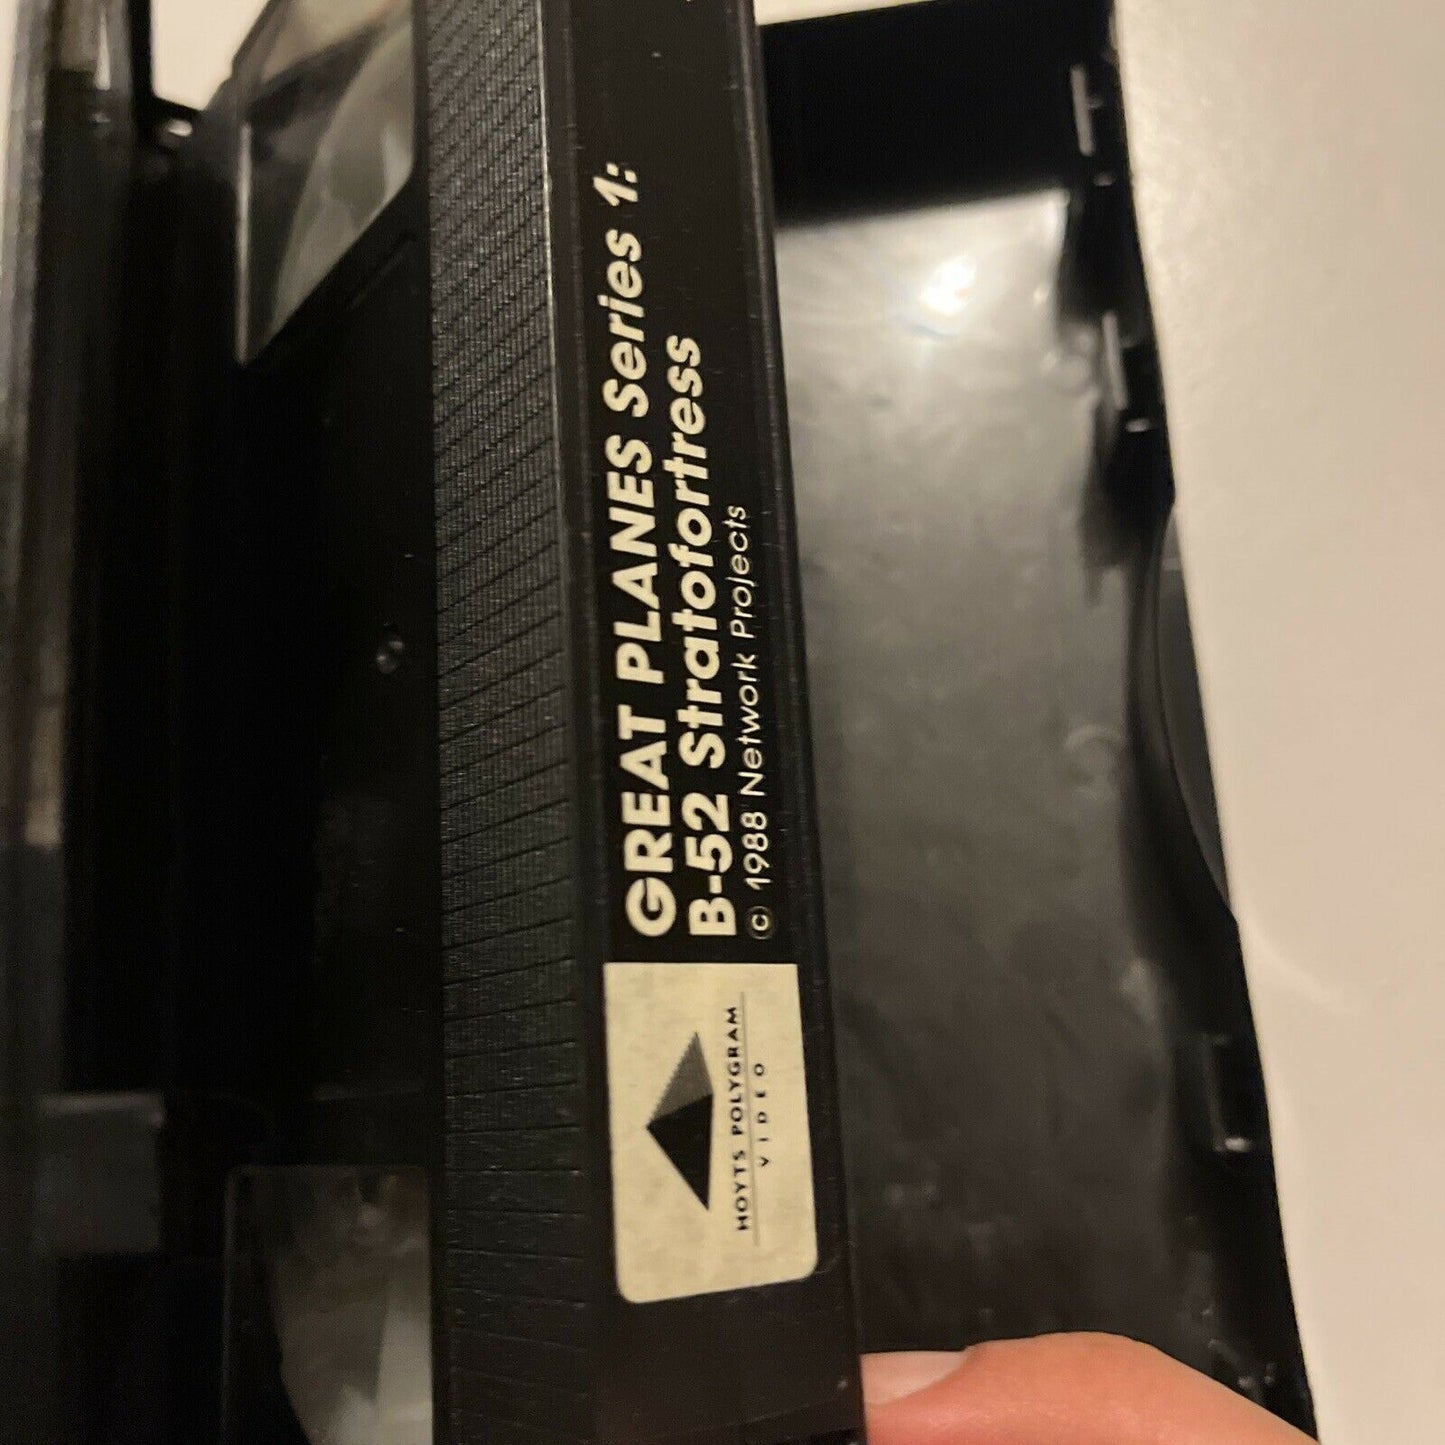 GREAT PLANES Series 1:
B-52 Stratofortress
© 1988 Network Projects
HOYTS POLYGRAM
VIDEO